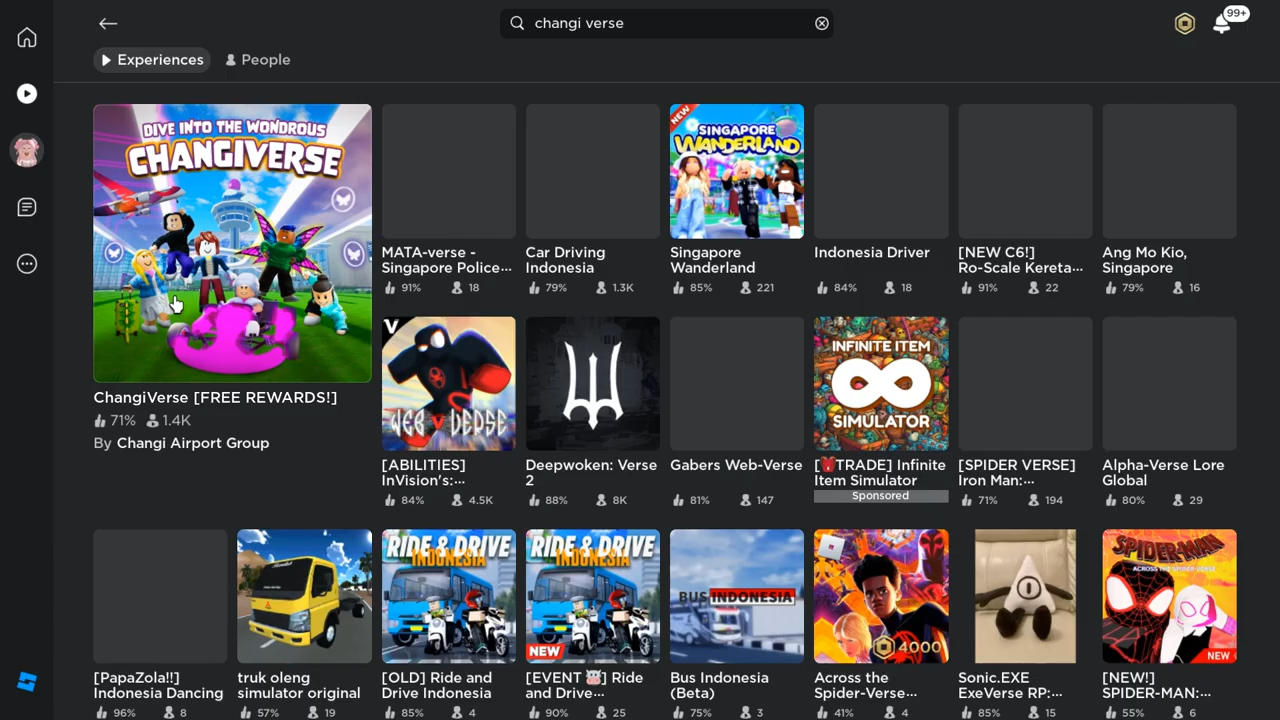 changi verse
99+
Experiences
People
DIVE INTO THE WONDROUS
CHANGIVERSE
ChangiVerse [FREE REWARDS!]
71% 1.4K
By Changi Airport Group
MATA-verse -
Singapore Police...
91% 18
Car Driving
Indonesia
79% 1.3K
NEW
SINGAPORE
WANDERLAND
Singapore
Wanderland
85% 221
Indonesia Driver
84% 18
[NEW C6!]
Ro-Scale Kereta...
91% 22
Ang Mo Kio,
Singapore
79% 16
V
WEB V VERSE
[ABILITIES]
InVision's:...
84% 4.5K
Deepwoken: Verse
2
88% 8K
Gabers Web-Verse
81% 147
INFINITE ITEM
SIMULATOR
[👹TRADE] Infinite
Item Simulator
Sponsored
[SPIDER VERSE]
Iron Man:...
71% 194
Alpha-Verse Lore
Global
80% 29
[PapaZola!!]
Indonesia Dancing
96% 8
truk oleng
simulator original
57% 19
RIDE & DRIVE
INDONESIA
[OLD] Ride and
Drive Indonesia
85% 4
RIDE & DRIVE
INDONESIA
NEW
[EVENT 🐮] Ride
and Drive...
90% 25
BUS INDONESIA
Bus Indonesia
(Beta)
75% 3
4000
Across the
Spider-Verse...
41% 4
Sonic.EXE
ExeVerse RP:...
85% 15
SPIDER-MAN
ACROSS THE SPIDER-VERSE
NEW
[NEW!]
SPIDER-MAN:...
55% 6